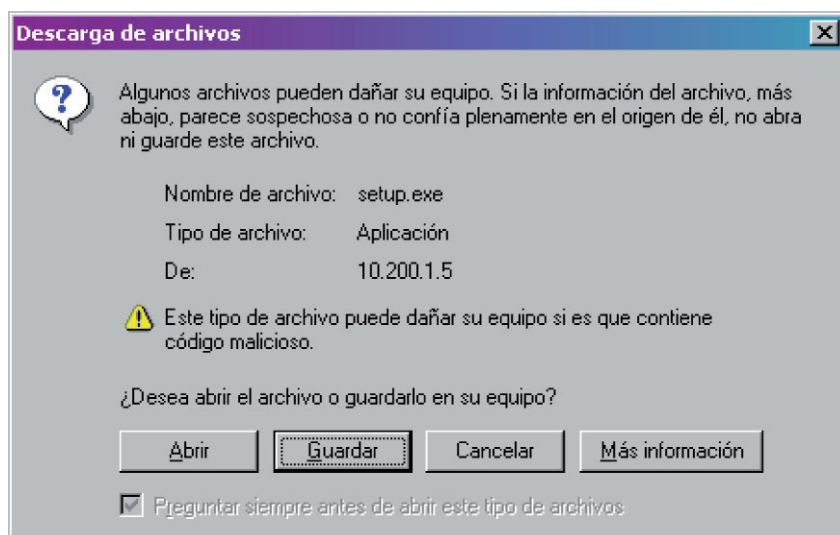 Descarga de archivos
Algunos archivos pueden dañar su equipo. Si la información del archivo, más
abajo, parece sospechosa o no confía plenamente en el origen de él, no abra
ni guarde este archivo.
Nombre de archivo: setup.exe
Tipo de archivo: Aplicación
De: 10.200.1.5
Este tipo de archivo puede dañar su equipo si es que contiene
código malicioso.
¿Desea abrir el archivo o guardarlo en su equipo?
Abrir Guardar Cancelar Más información
Preguntar siempre antes de abrir este tipo de archivos